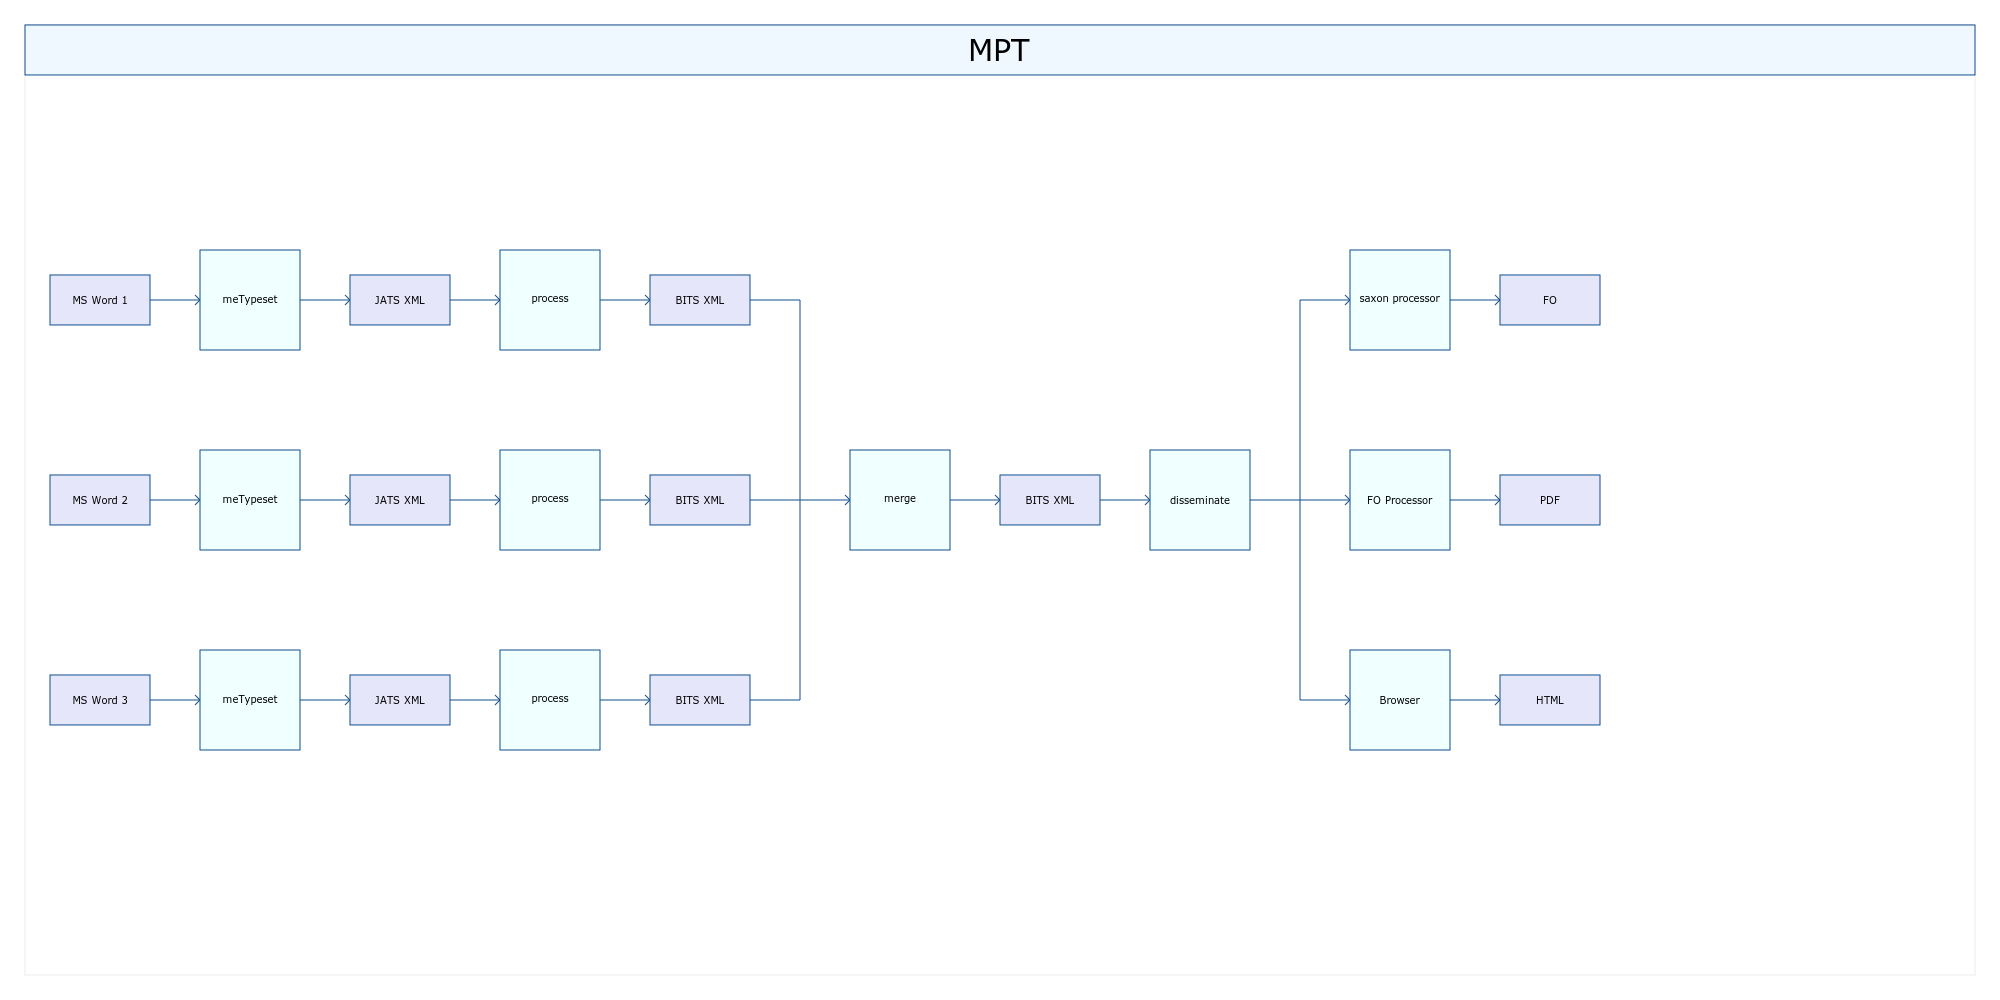 MPT
MS Word 1
meTypeset
JATS XML
process
BITS XML
saxon processor
FO
MS Word 2
meTypeset
JATS XML
process
BITS XML
merge
BITS XML
disseminate
FO Processor
PDF
MS Word 3
meTypeset
JATS XML
process
BITS XML
Browser
HTML